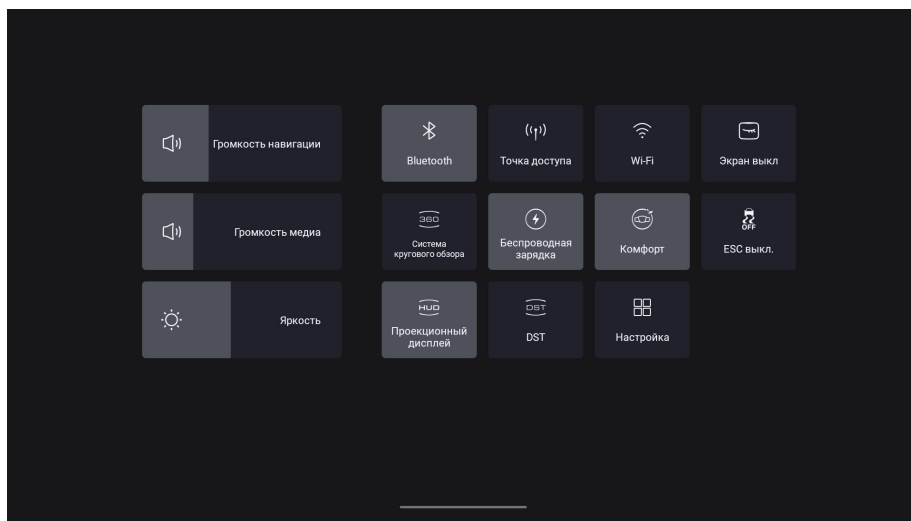 Громкость навигации
Bluetooth
Точка доступа
Wi-Fi
Экран выкл
Громкость медиа
360
Система
кругового обзора
Беспроводная
зарядка
Комфорт
OFF
ESC выкл.
Яркость
HUD
Проекционный
дисплей
DST
DST
Настройка